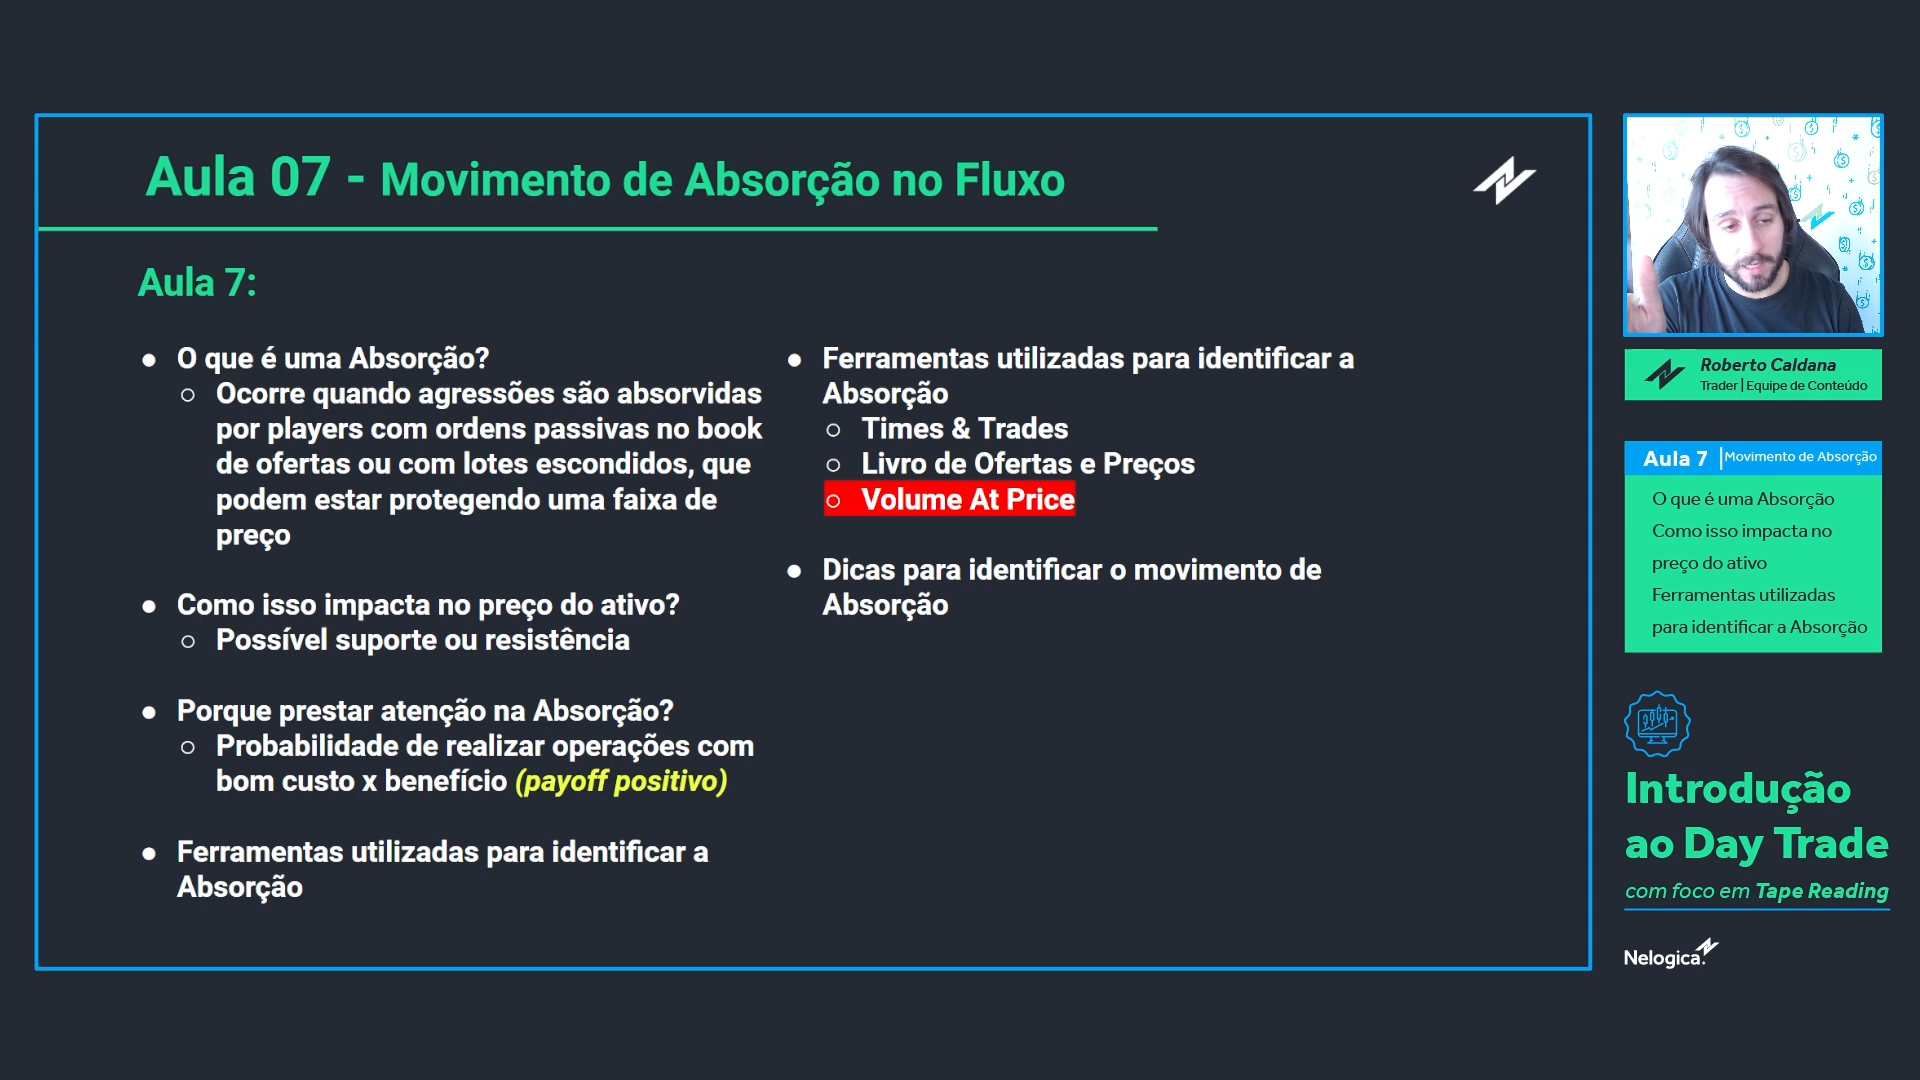 Aula 07 - Movimento de Absorção no Fluxo
Aula 7:
● O que é uma Absorção?
○ Ocorre quando agressões são absorvidas
por players com ordens passivas no book
de ofertas ou com lotes escondidos, que
podem estar protegendo uma faixa de
preço
● Como isso impacta no preço do ativo?
○ Possível suporte ou resistência
● Porque prestar atenção na Absorção?
○ Probabilidade de realizar operações com
bom custo x benefício (payoff positivo)
● Ferramentas utilizadas para identificar a
Absorção
● Ferramentas utilizadas para identificar a
Absorção
○ Times & Trades
○ Livro de Ofertas e Preços
○ Volume At Price
● Dicas para identificar o movimento de
Absorção
Roberto Caldana
Trader | Equipe de Conteúdo
Aula 7 | Movimento de Absorção
O que é uma Absorção
Como isso impacta no
preço do ativo
Ferramentas utilizadas
para identificar a Absorção
Introdução
ao Day Trade
com foco em Tape Reading
Nelogica.